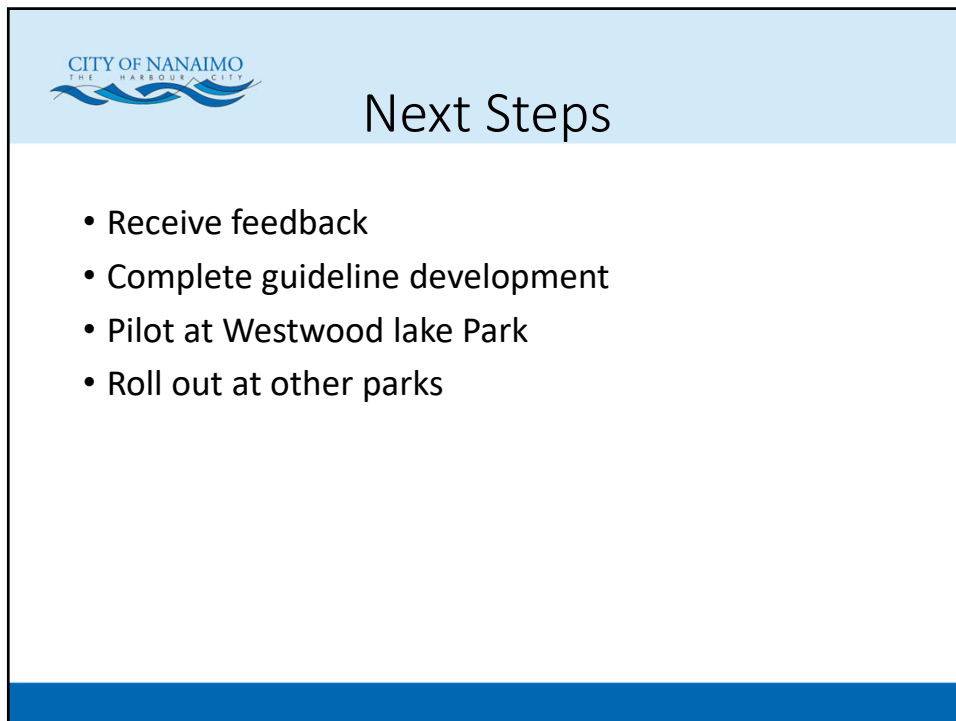 CITY OF NANAIMO
THE HARBOUR CITY
Next Steps
• Receive feedback
• Complete guideline development
• Pilot at Westwood lake Park
• Roll out at other parks